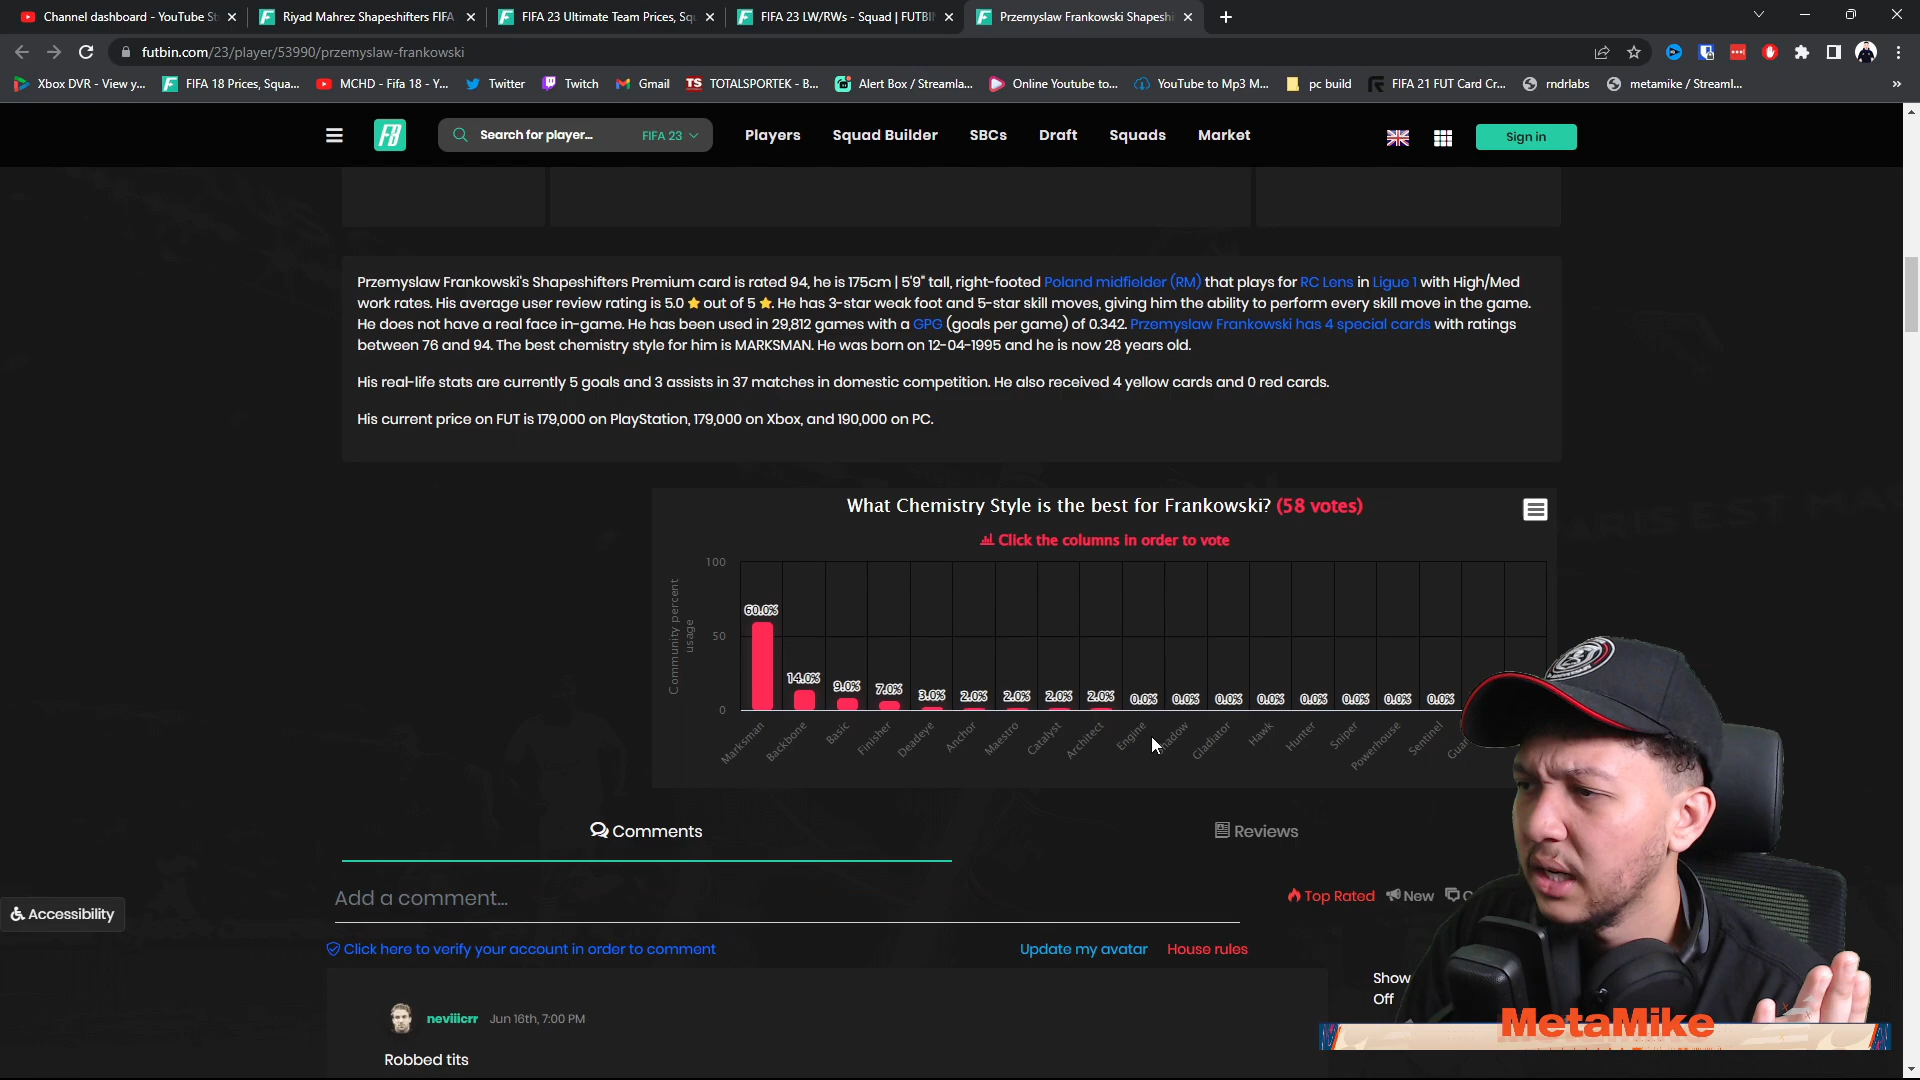 Channel dashboard - YouTube St
Riyad Mahrez Shapeshifters FIFA
FIFA 23 Ultimate Team Prices, Sq
FIFA 23 LW/RWs - Squad | FUTBI
Przemyslaw Frankowski Shapeshi
futbin.com/23/player/53990/przemyslaw-frankowski
Xbox DVR - View y...
FIFA 18 Prices, Squa...
MCHD - Fifa 18 - Y...
Twitter
Twitch
Gmail
TS TOTALSPORTEK - B...
Alert Box / Streamla...
Online Youtube to...
YouTube to Mp3 M...
pc build
FIFA 21 FUT Card Cr...
rndrlabs
metamike / Streaml...
»
FB
Search for player...
FIFA 23
Players
Squad Builder
SBCs
Draft
Squads
Market
Sign in
Przemyslaw Frankowski's Shapeshifters Premium card is rated 94, he is 175cm | 5'9" tall, right-footed Poland midfielder (RM) that plays for RC Lens in Ligue 1 with High/Med
work rates. His average user review rating is 5.0 ⭐ out of 5 ⭐. He has 3-star weak foot and 5-star skill moves, giving him the ability to perform every skill move in the game.
He does not have a real face in-game. He has been used in 29,812 games with a GPG (goals per game) of 0.342. Przemyslaw Frankowski has 4 special cards with ratings
between 76 and 94. The best chemistry style for him is MARKSMAN. He was born on 12-04-1995 and he is now 28 years old.
His real-life stats are currently 5 goals and 3 assists in 37 matches in domestic competition. He also received 4 yellow cards and 0 red cards.
His current price on FUT is 179,000 on PlayStation, 179,000 on Xbox, and 190,000 on PC.
What Chemistry Style is the best for Frankowski? (58 votes)
Click the columns in order to vote
Community percent
usage
100
50
0
60.0%
14.0%
9.0%
7.0%
3.0%
2.0%
2.0%
2.0%
2.0%
0.0%
0.0%
0.0%
0.0%
0.0%
0.0%
0.0%
0.0%
Marksman
Backbone
Basic
Finisher
Deadeye
Anchor
Maestro
Catalyst
Architect
Engine
hadow
Gladiator
Hawk
Hunter
Sniper
Powerhouse
Sentinel
Gua
Comments
Reviews
Add a comment...
Top Rated
New
Accessibility
Click here to verify your account in order to comment
Update my avatar
House rules
Show
Off
neviiicrr Jun 16th, 7:00 PM
Robbed tits
MetaMike